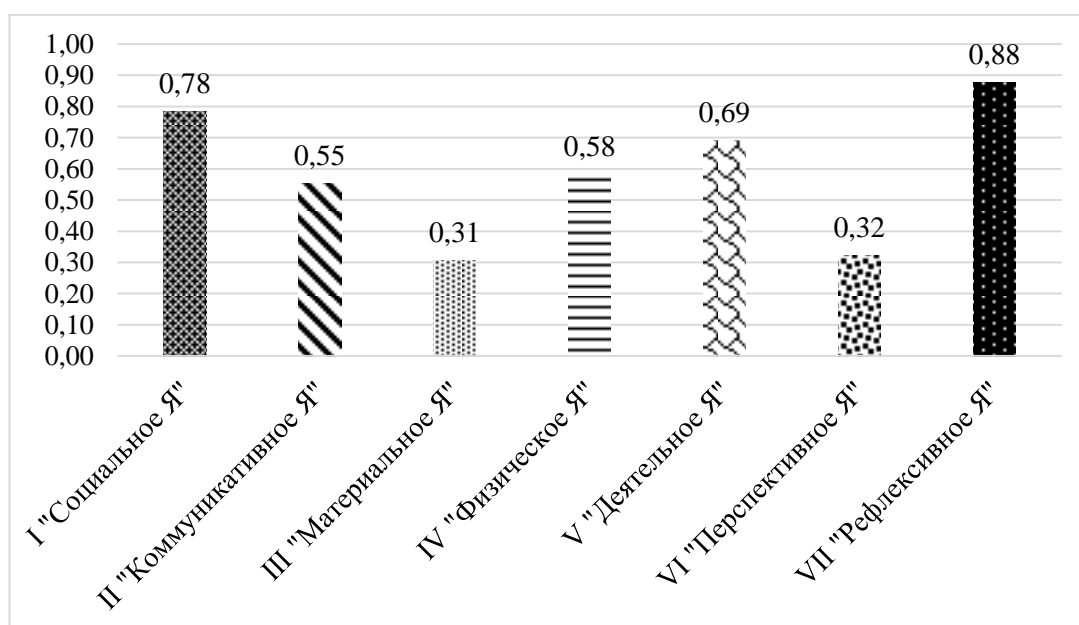 1,00
0,90
0,80
0,70
0,60
0,50
0,40
0,30
0,20
0,10
0,00
0,78
0,55
0,31
0,58
0,69
0,32
0,88
I "Социальное Я"
II "Коммуникативное Я"
III "Материальное Я"
IV "Физическое Я"
V "Деятельное Я"
VI "Перспективное Я"
VII "Рефлексивное Я"